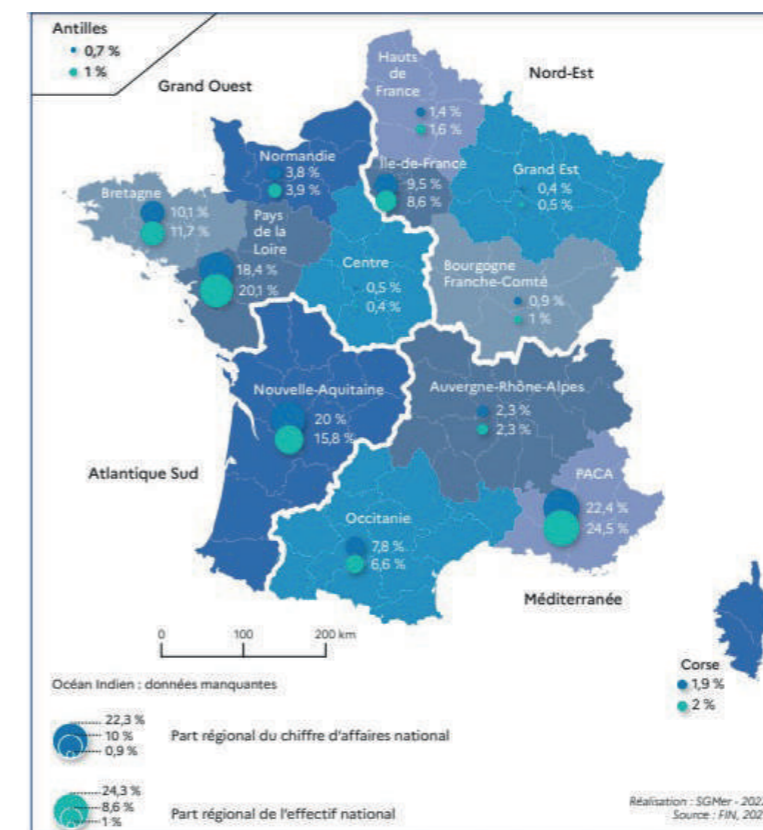 Antilles
0,7 %
1 %
Grand Ouest
Nord-Est
Hauts
de
France
1,4 %
1,6 %
Normandie
3,8 %
3,9 %
Île-de-France
9,5 %
8,6 %
Grand Est
0,4 %
0,5 %
Bretagne
10,1 %
11,7 %
Pays
de la
Loire
18,4 %
20,1 %
Centre
0,5 %
0,4 %
Bourgogne
Franche-Comté
0,9 %
1 %
Nouvelle-Aquitaine
20 %
15,8 %
Auvergne-Rhône-Alpes
2,3 %
2,3 %
Atlantique Sud
PACA
22,4 %
24,5 %
Occitanie
7,8 %
6,6 %
Méditerranée
0 100 200 km
Corse
1,9 %
2 %
Océan Indien : données manquantes
22,3 %
10 %
0,9 %
Part régional du chiffre d'affaires national
24,3 %
8,6 %
1 %
Part régional de l'effectif national
Réalisation : SGMer -
Source : FIN,